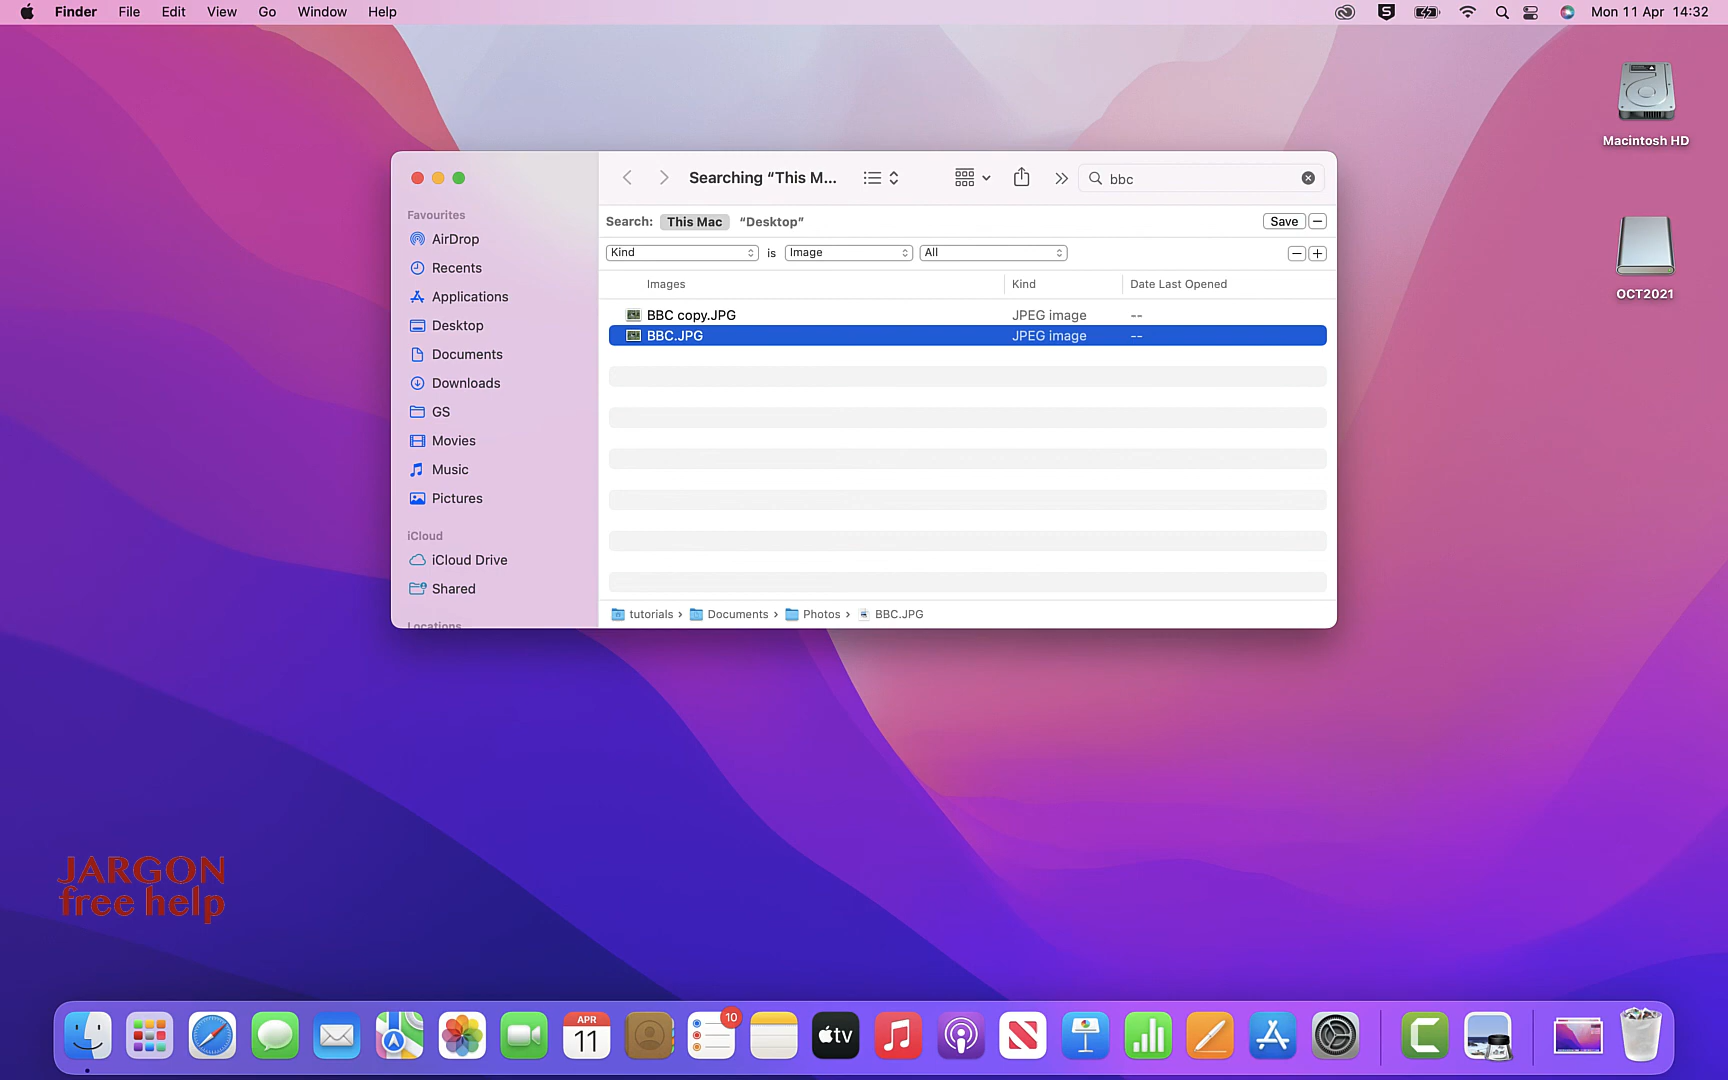 Finder File Edit View Go Window Help
Mon 11 Apr 14:32
Macintosh HD
OCT2021
Searching “This M...
bbc
Favourites
AirDrop
Recents
Applications
Desktop
Documents
Downloads
GS
Movies
Music
Pictures
iCloud
iCloud Drive
Shared
Locations
Search: This Mac “Desktop” Save
Kind is Image All
Images Kind Date Last Opened
BBC copy.JPG JPEG image --
BBC.JPG JPEG image --
tutorials › Documents › Photos › BBC.JPG
JARGON
free help
APR
11
10
tv